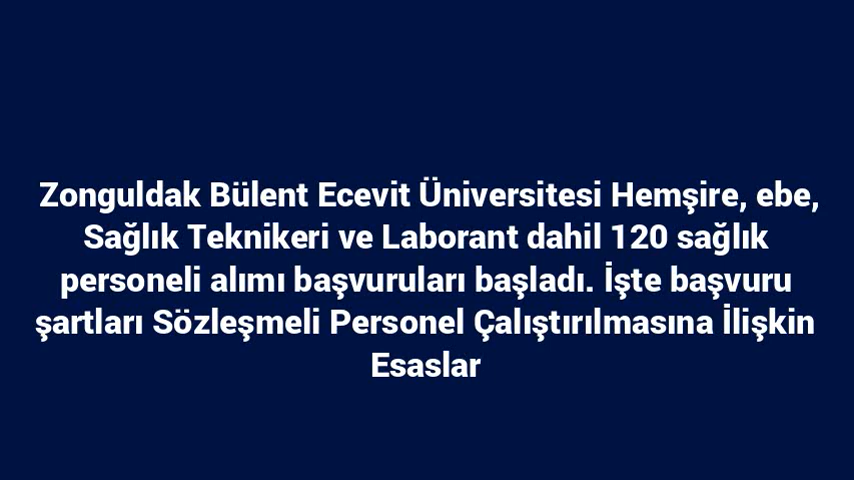 Zonguldak Bülent Ecevit Üniversitesi Hemşire, ebe,
Sağlık Teknikeri ve Laborant dahil 120 sağlık
personeli alımı başvuruları başladı. İşte başvuru
şartları Sözleşmeli Personel Çalıştırılmasına İlişkin
Esaslar